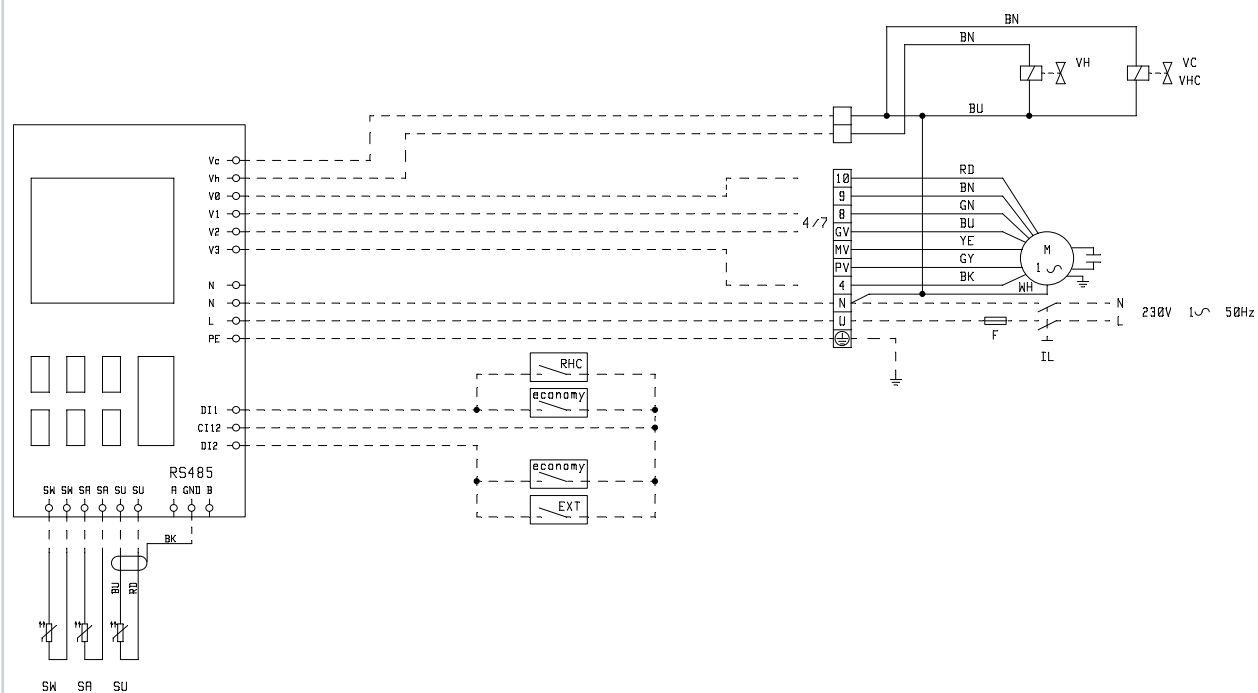 BN
BN
VH
VC
VHC
BU
Vc
Vh
V0
V1
V2
V3
N
N
L
PE
4/7
10
9
8
GV
MV
PV
4
N
U
RD
BN
GN
BU
YE
GY
BK
WH
M
1
N
L
230V 1 50Hz
F
IL
RHC
economy
economy
EXT
DI1
CI12
DI2
RS485
SW SW SA SA SU SU A GND B
BK
BU
RD
SW SA SU